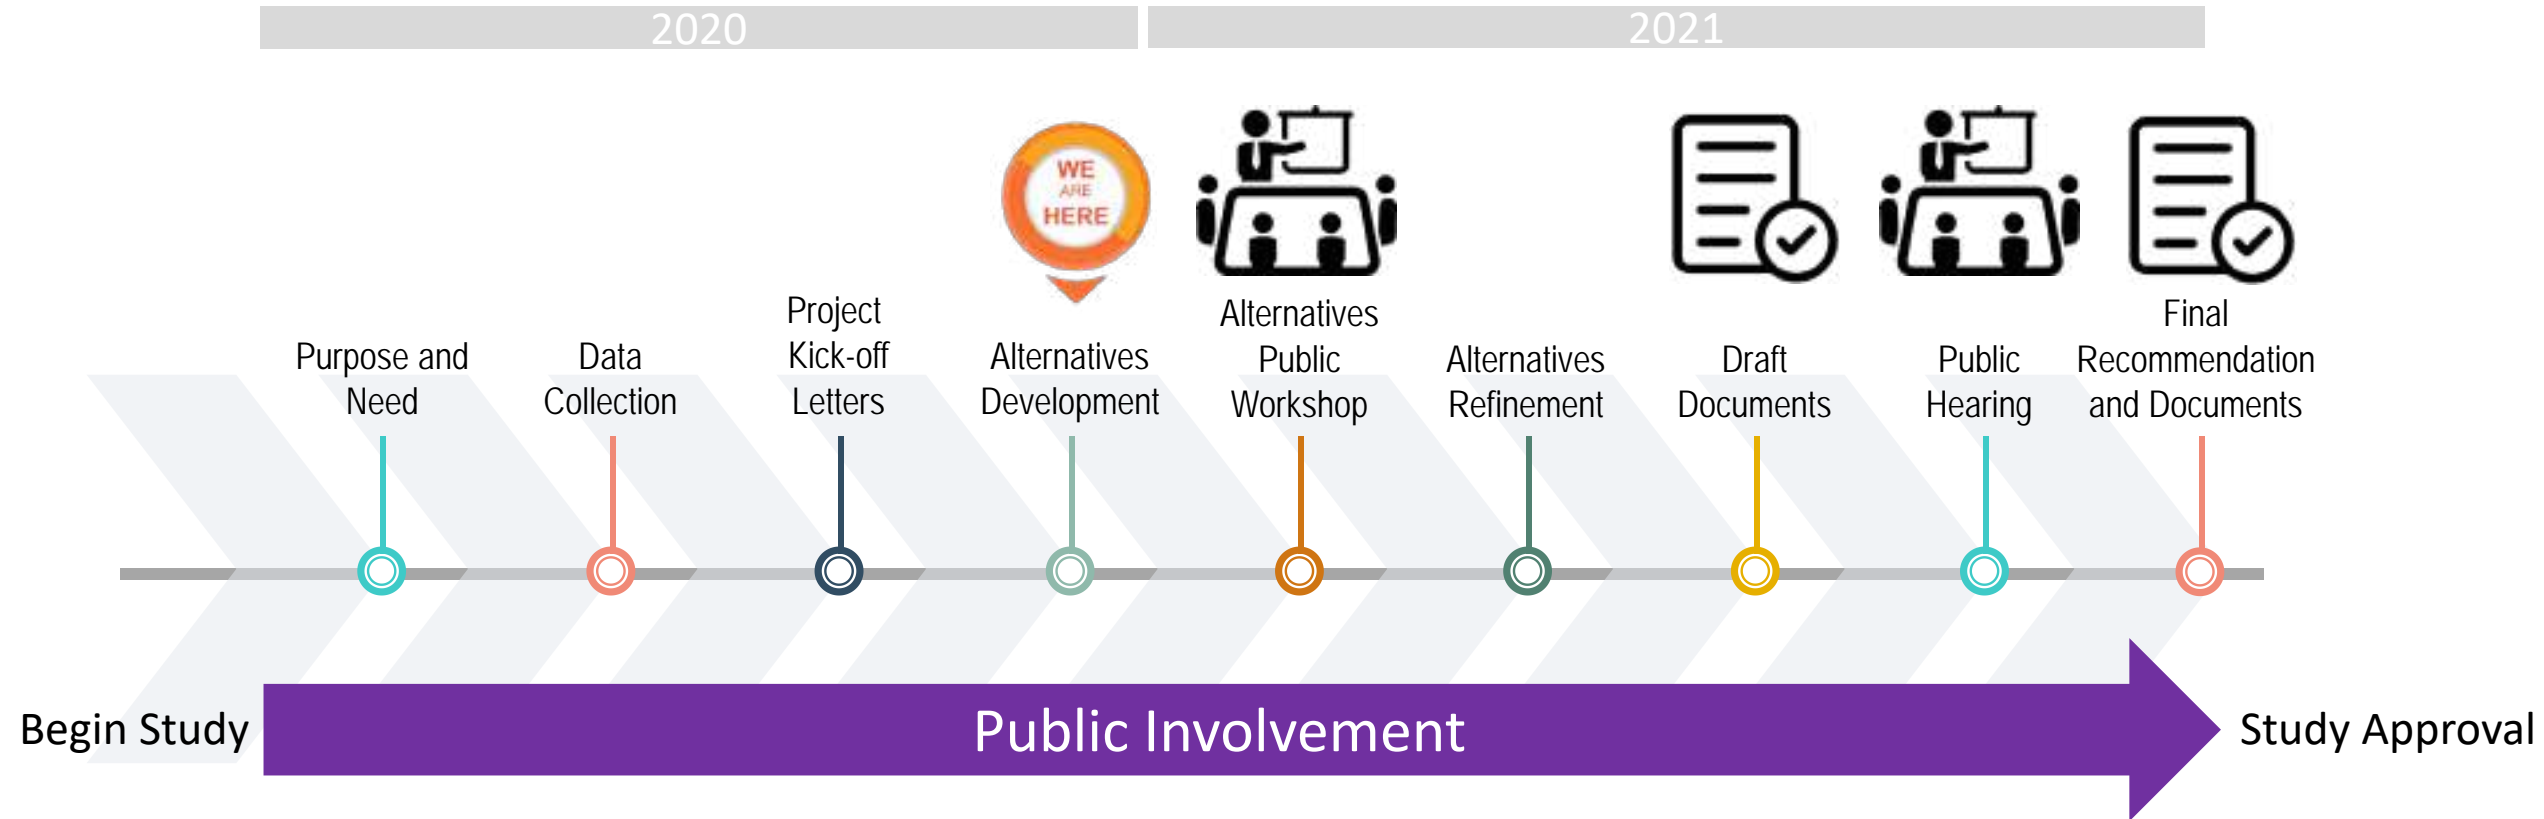 2020
2021
WE
ARE
HERE
Purpose and
Need
Data
Collection
Project
Kick-off
Letters
Alternatives
Development
Alternatives
Public
Workshop
Alternatives
Refinement
Draft
Documents
Public
Hearing
Final
Recommendation
and Documents
Begin Study
Public Involvement
Study Approval